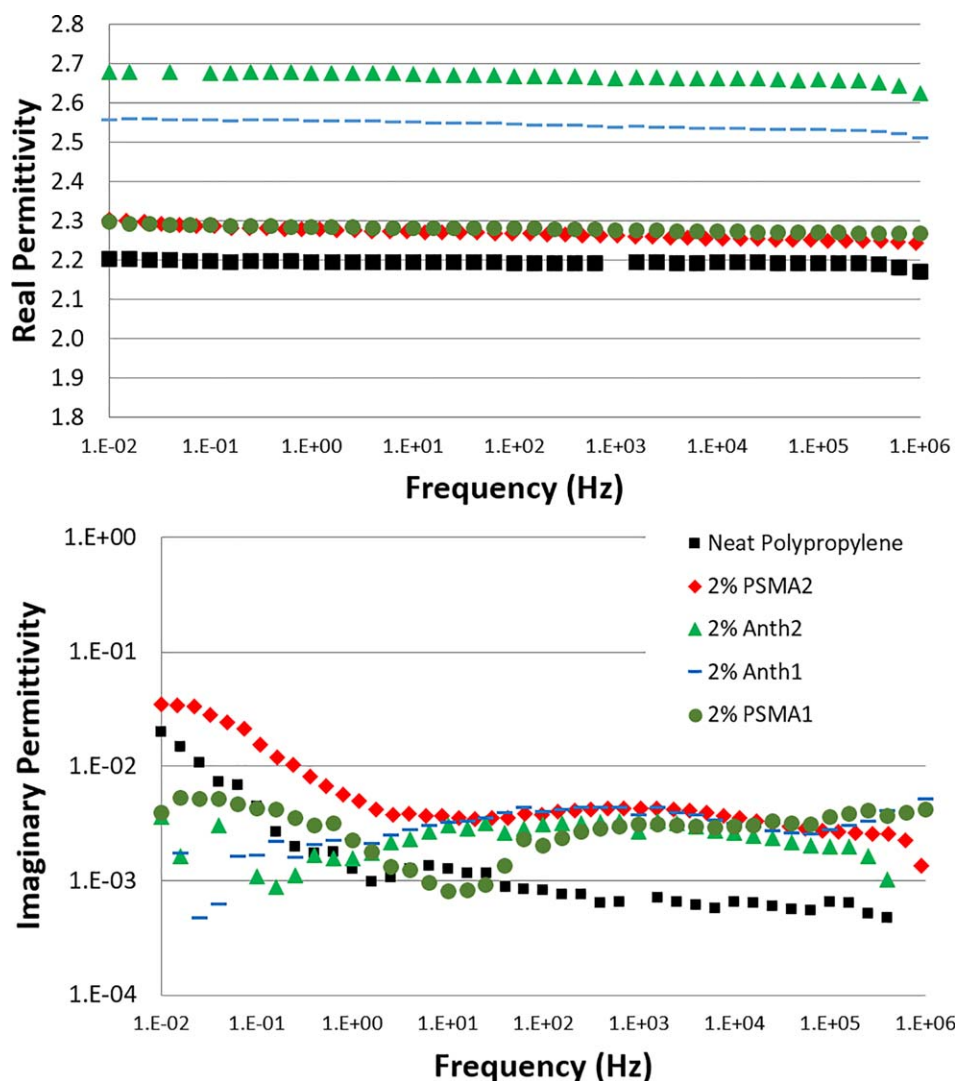 2.8
2.7
2.6
2.5
2.4
2.3
2.2
2.1
2.0
1.9
1.8
Real Permittivity
1.E-02 1.E-01 1.E+00 1.E+01 1.E+02 1.E+03 1.E+04 1.E+05 1.E+06
Frequency (Hz)
1.E+00
1.E-01
1.E-02
1.E-03
1.E-04
Imaginary Permittivity
Neat Polypropylene
2% PSMA2
2% Anth2
2% Anth1
2% PSMA1
1.E-02 1.E-01 1.E+00 1.E+01 1.E+02 1.E+03 1.E+04 1.E+05 1.E+06
Frequency (Hz)